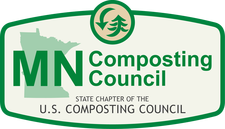 MN Composting
Council
STATE CHAPTER OF THE
U.S. COMPOSTING COUNCIL